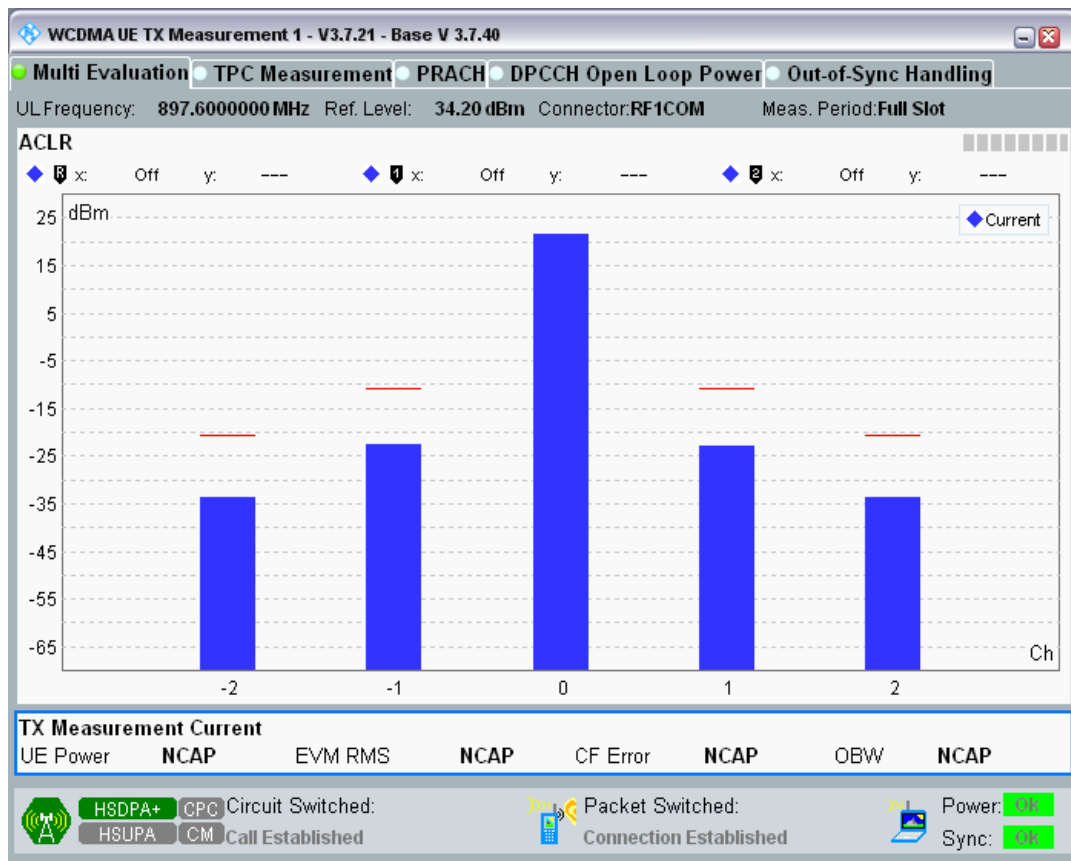 WCDMA UE TX Measurement 1 - V3.7.21 - Base V 3.7.40
Multi Evaluation TPC Measurement PRACH DPCCH Open Loop Power Out-of-Sync Handling
UL Frequency: 897.6000000 MHz Ref. Level: 34.20 dBm Connector:RF1COM Meas. Period:Full Slot
ACLR
R x: Off y: --- 1 x: Off y: --- 2 x: Off y: ---
dBm
Current
25
15
5
-5
-15
-25
-35
-45
-55
-65
Ch
-2 -1 0 1 2
TX Measurement Current
UE Power NCAP EVM RMS NCAP CF Error NCAP OBW NCAP
HSDPA+ CPC Circuit Switched: Packet Switched: Power: OK
HSUPA CM Call Established Connection Established Sync: OK